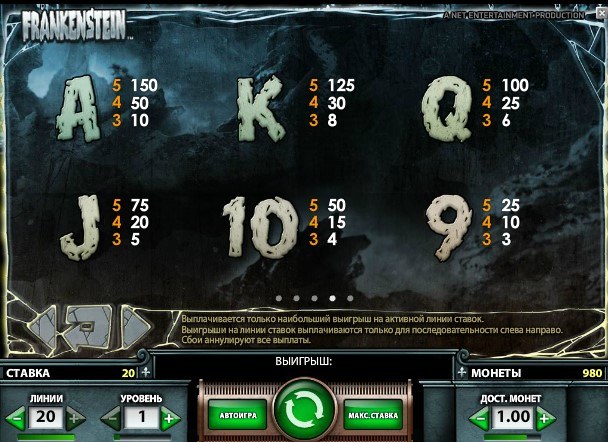 FRANKENSTEIN™
A NET ENTERTAINMENT PRODUCTION
A 5 150 K 5 125 Q 5 100
4 50 4 30 4 25
3 10 3 8 3 6
J 5 75 10 5 50 9 5 25
4 20 4 15 4 10
3 5 3 4 3 3
Выплачивается только наибольший выигрыш на активной линии ставок.
Выигрыши на линии ставок выплачиваются только для последовательности слева направо.
Сбои аннулируют все выплаты.
СТАВКА 20 ВЫИГРЫШ: МОНЕТЫ 980
ЛИНИИ УРОВЕНЬ ДОСТ. МОНЕТ
20 1 АВТОИГРА МАКС.СТАВКА 1.00